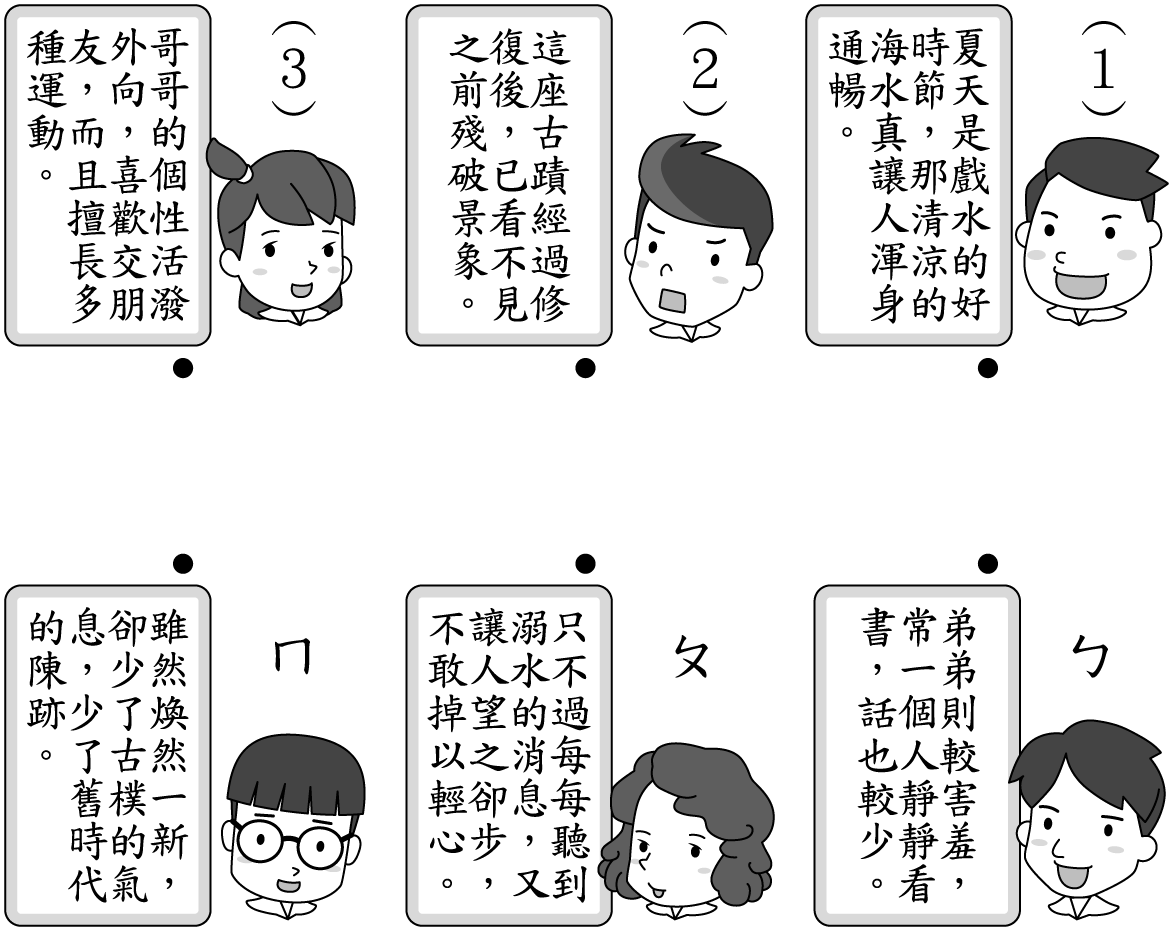 （1）
夏天是戲水的好
時節，那清涼的
海水真讓人渾身
通暢。
（2）
這座古蹟經過修
復後，已看不見
之前殘破景象。
（3）
哥哥的個性活潑
外向，喜歡交朋
友，而且擅長多
種運動。
ㄅ
弟弟則較害羞，
常一個人靜靜看
書，話也較少。
ㄆ
只不過每每聽到
溺水的消息，又
讓人望之卻步，
不敢掉以輕心。
ㄇ
雖然煥然一新，
卻少了古樸的氣
息，少了舊時代
的陳跡。